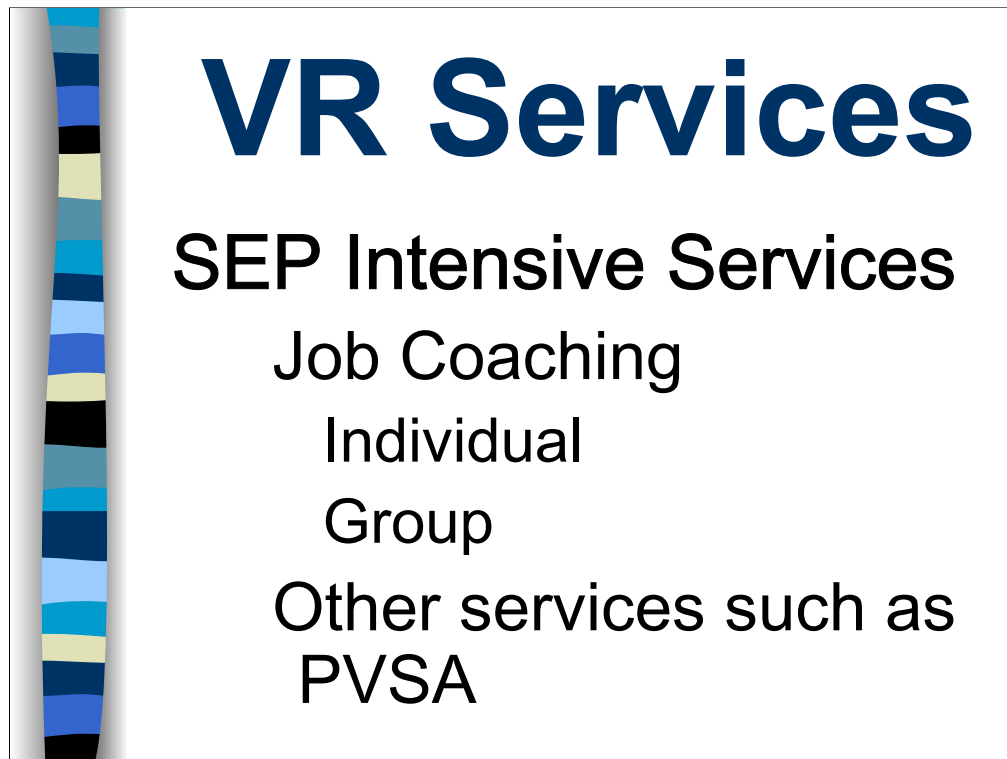 VR Services
SEP Intensive Services
Job Coaching
Individual
Group
Other services such as
PVSA